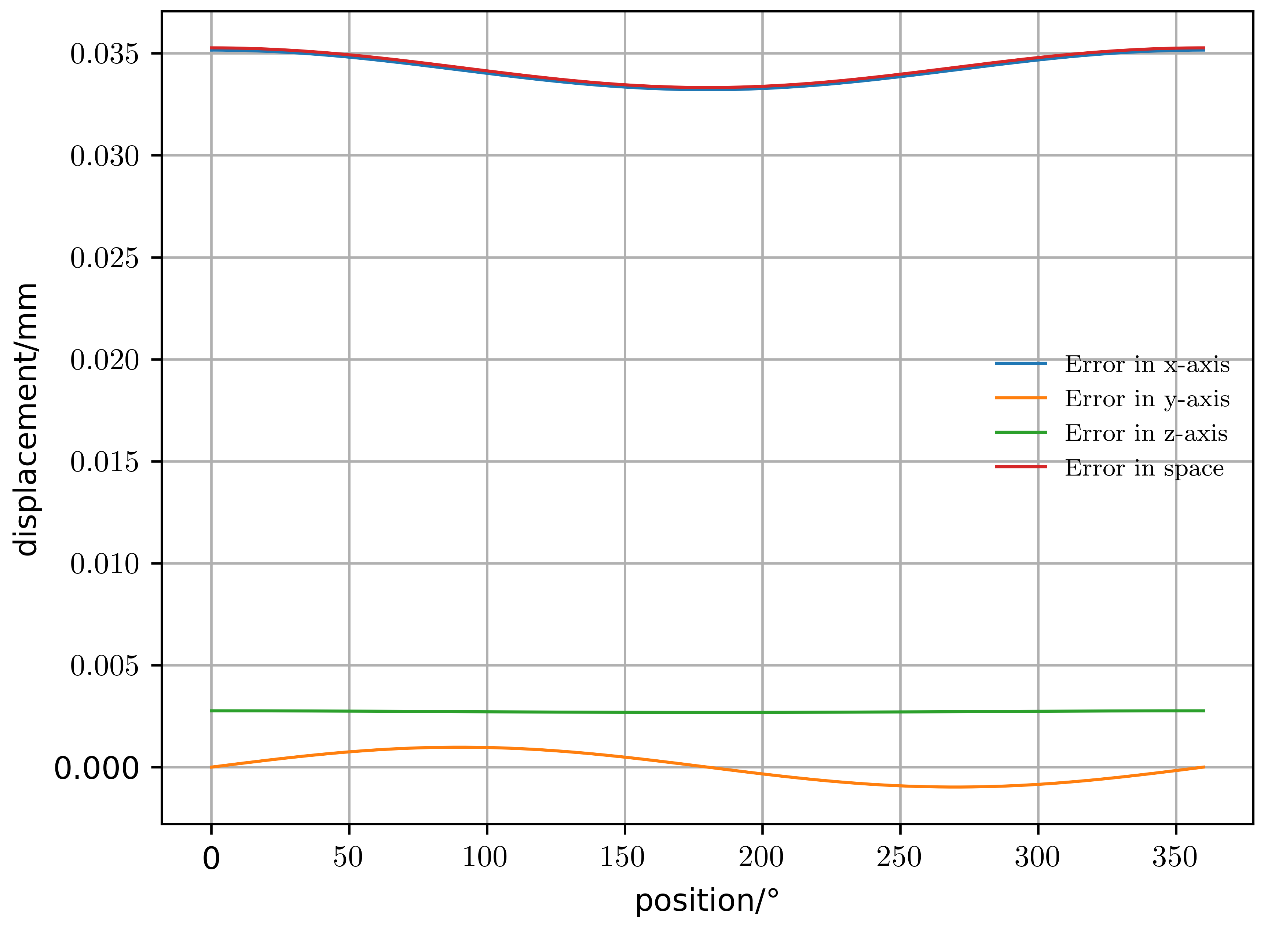 displacement/mm
0.035
0.030
0.025
0.020
0.015
0.010
0.005
0.000
Error in x-axis
Error in y-axis
Error in z-axis
Error in space
0 50 100 150 200 250 300 350
position/°